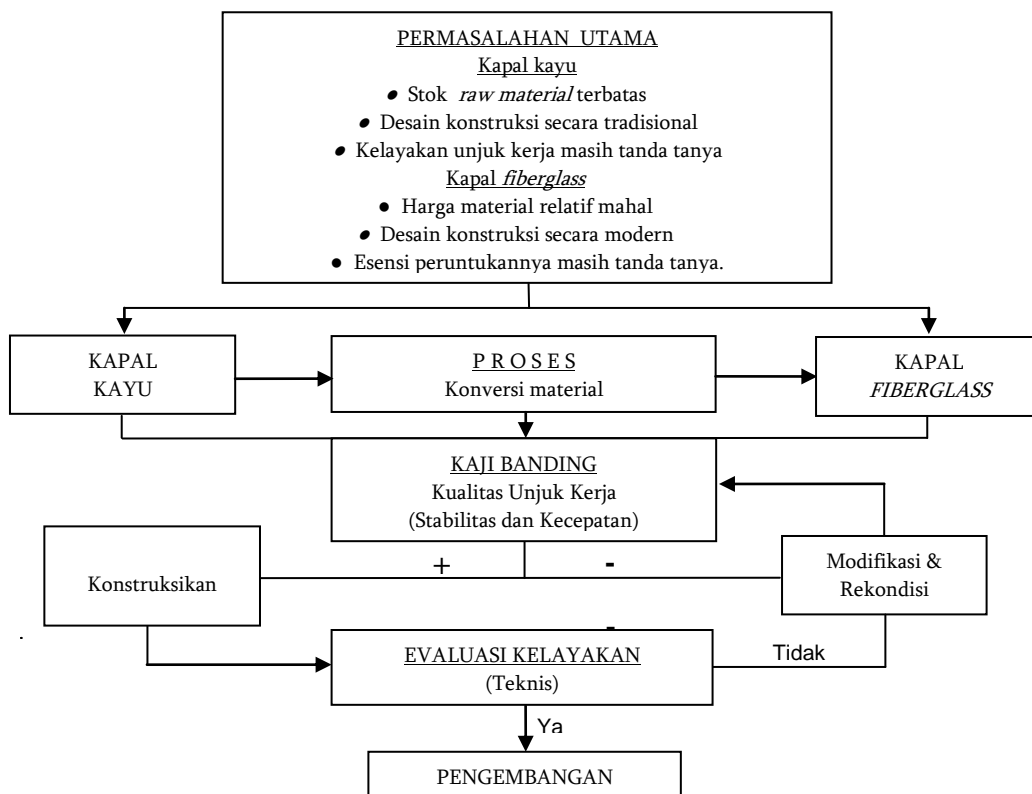 PERMASALAHAN UTAMA
Kapal kayu
● Stok raw material terbatas
● Desain konstruksi secara tradisional
● Kelayakan unjuk kerja masih tanda tanya
Kapal fiberglass
● Harga material relatif mahal
● Desain konstruksi secara modern
● Esensi peruntukannya masih tanda tanya.
KAPAL
KAYU
P R O S E S
Konversi material
KAPAL
FIBERGLASS
KAJI BANDING
Kualitas Unjuk Kerja
(Stabilitas dan Kecepatan)
+
-
Konstruksikan
Modifikasi &
Rekondisi
.
-
EVALUASI KELAYAKAN
(Teknis)
Tidak
Ya
PENGEMBANGAN